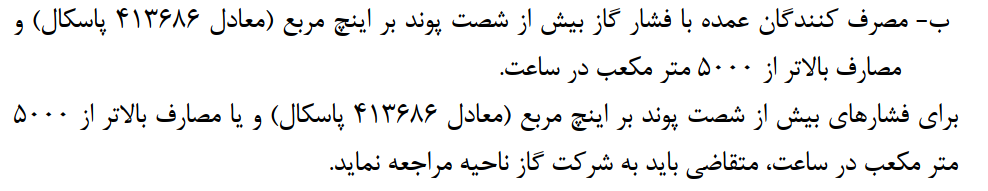 ب- مصرف کنندگان عمده با فشار گاز بیش از شصت پوند بر اینچ مربع (معادل ۴۱۳۶۸۶ پاسکال) و
مصارف بالاتر از ۵۰۰۰ متر مکعب در ساعت.
برای فشارهای بیش از شصت پوند بر اینچ مربع (معادل ۴۱۳۶۸۶ پاسکال) و یا مصارف بالاتر از ۵۰۰۰
متر مکعب در ساعت، متقاضی باید به شرکت گاز ناحیه مراجعه نماید.